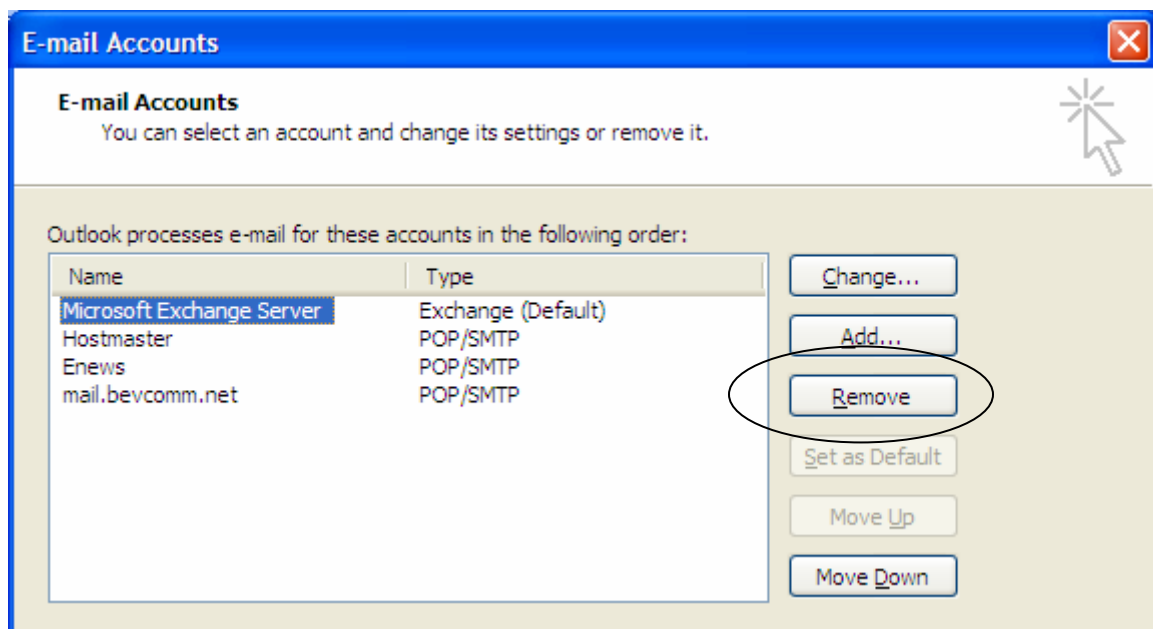 E-mail Accounts
E-mail Accounts
You can select an account and change its settings or remove it.
Outlook processes e-mail for these accounts in the following order:
Name Type
Microsoft Exchange Server Exchange (Default)
Hostmaster POP/SMTP
Enews POP/SMTP
mail.bevcomm.net POP/SMTP
Change...
Add...
Remove
Set as Default
Move Up
Move Down